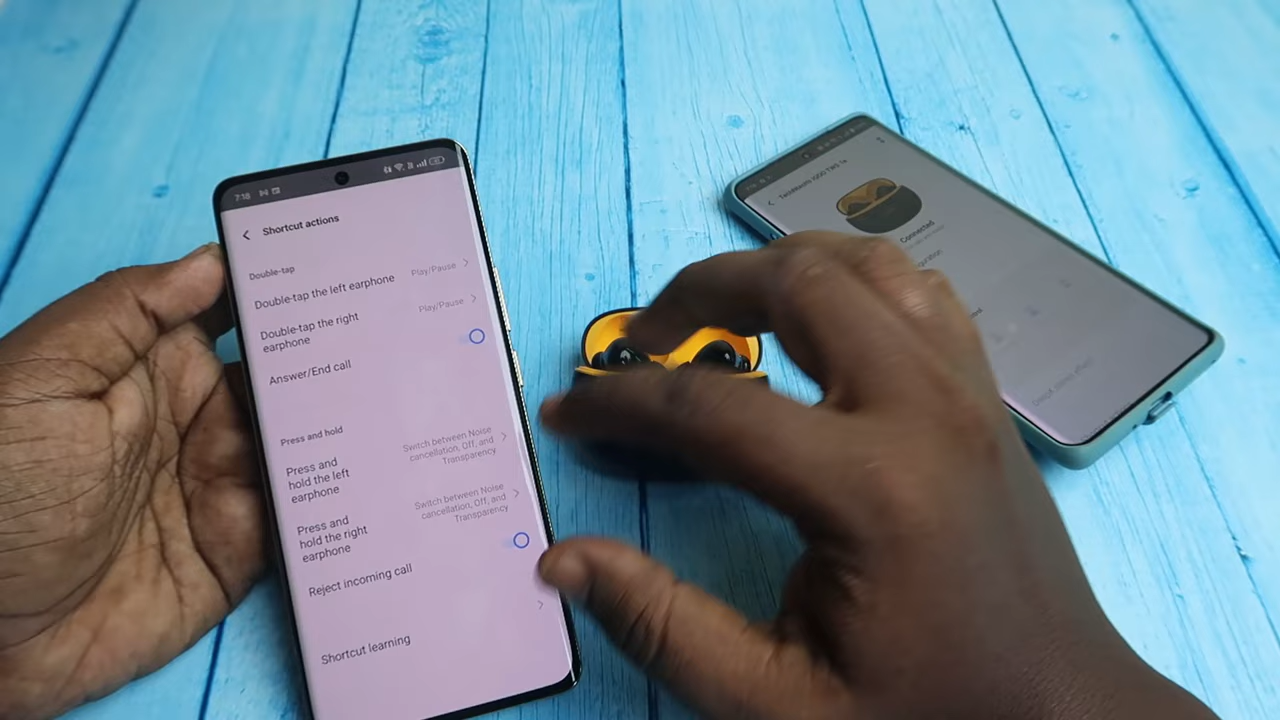 7:18
Shortcut actions
Double-tap
Double-tap the left earphone
Play/Pause
Double-tap the right
earphone
Play/Pause
Answer/End call
Press and hold
Press and
hold the left
earphone
Switch between Noise
cancellation, Off, and
Transparency
Press and
hold the right
earphone
Switch between Noise
cancellation, Off, and
Transparency
Reject incoming call
Shortcut learning
Connected